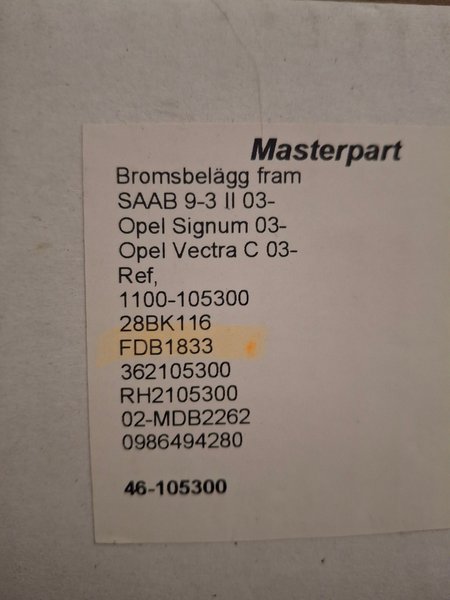 Masterpart
Bromsbelägg fram
SAAB 9-3 II 03-
Opel Signum 03-
Opel Vectra C 03-
Ref,
1100-105300
28BK116
FDB1833
362105300
RH2105300
02-MDB2262
0986494280
46-105300